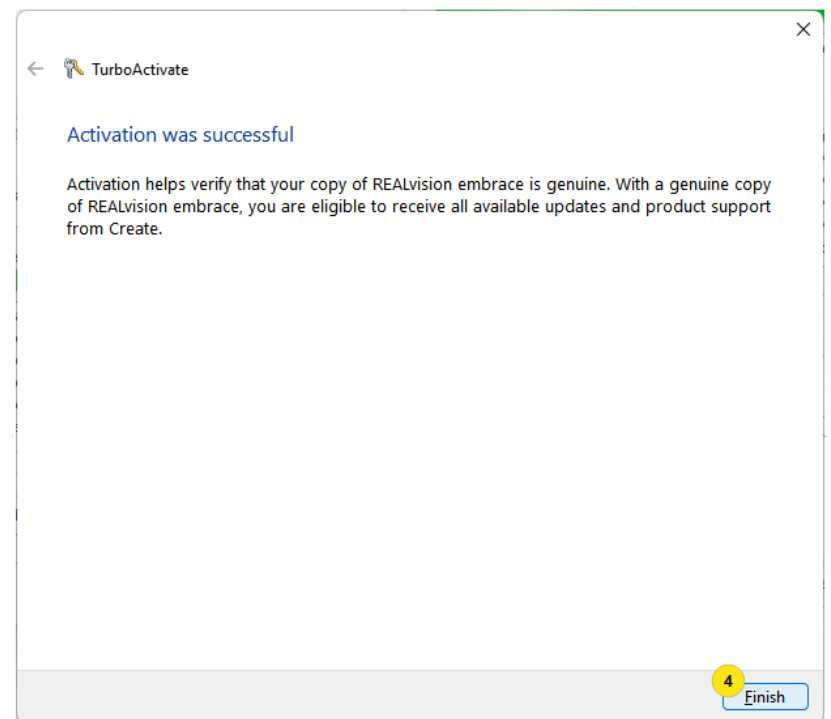 TurboActivate
Activation was successful
Activation helps verify that your copy of REALvision embrace is genuine. With a genuine copy
of REALvision embrace, you are eligible to receive all available updates and product support
from Create.
4
Finish